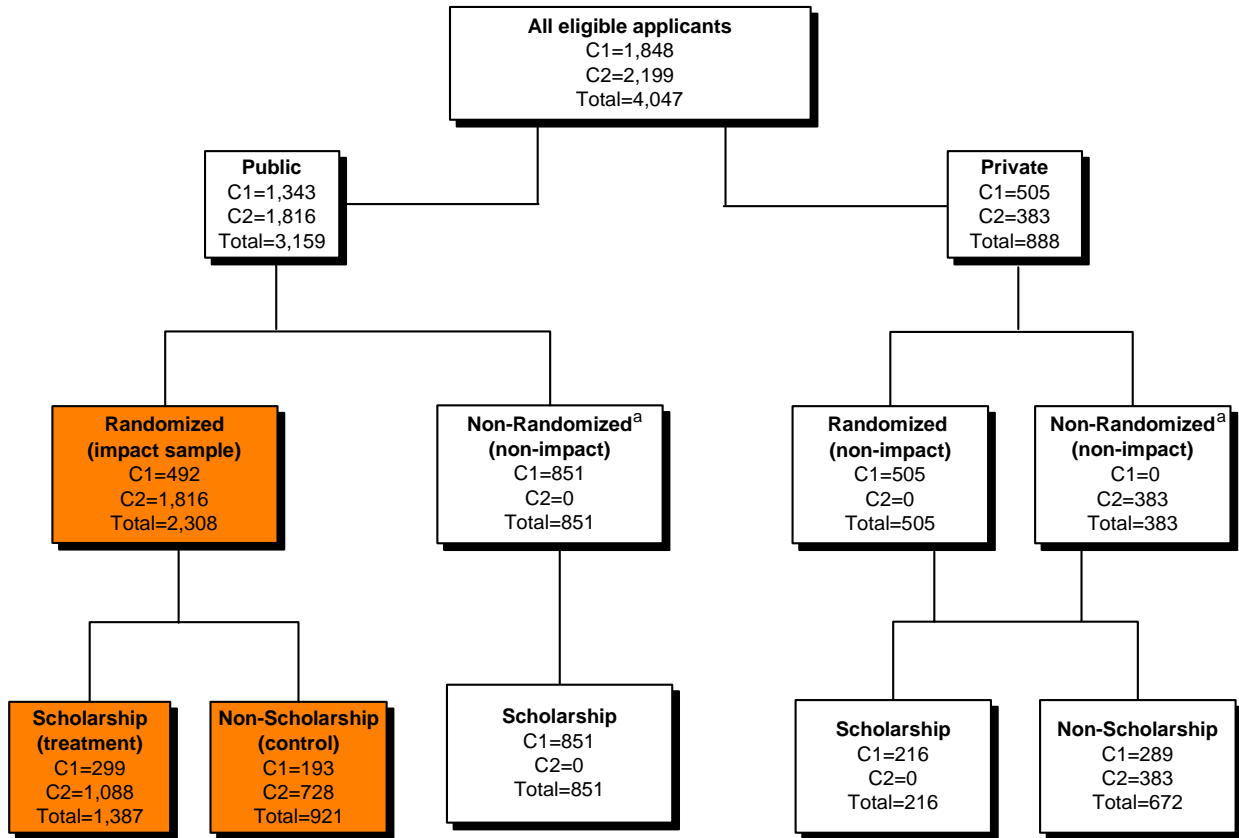 All eligible applicants
C1=1,848
C2=2,199
Total=4,047
Public
C1=1,343
C2=1,816
Total=3,159
Private
C1=505
C2=383
Total=888
Randomized
(impact sample)
C1=492
C2=1,816
Total=2,308
Non-Randomizedᵃ
(non-impact)
C1=851
C2=0
Total=851
Randomized
(non-impact)
C1=505
C2=0
Total=505
Non-Randomizedᵃ
(non-impact)
C1=0
C2=383
Total=383
Scholarship
(treatment)
C1=299
C2=1,088
Total=1,387
Non-Scholarship
(control)
C1=193
C2=728
Total=921
Scholarship
C1=851
C2=0
Total=851
Scholarship
C1=216
C2=0
Total=216
Non-Scholarship
C1=289
C2=383
Total=672